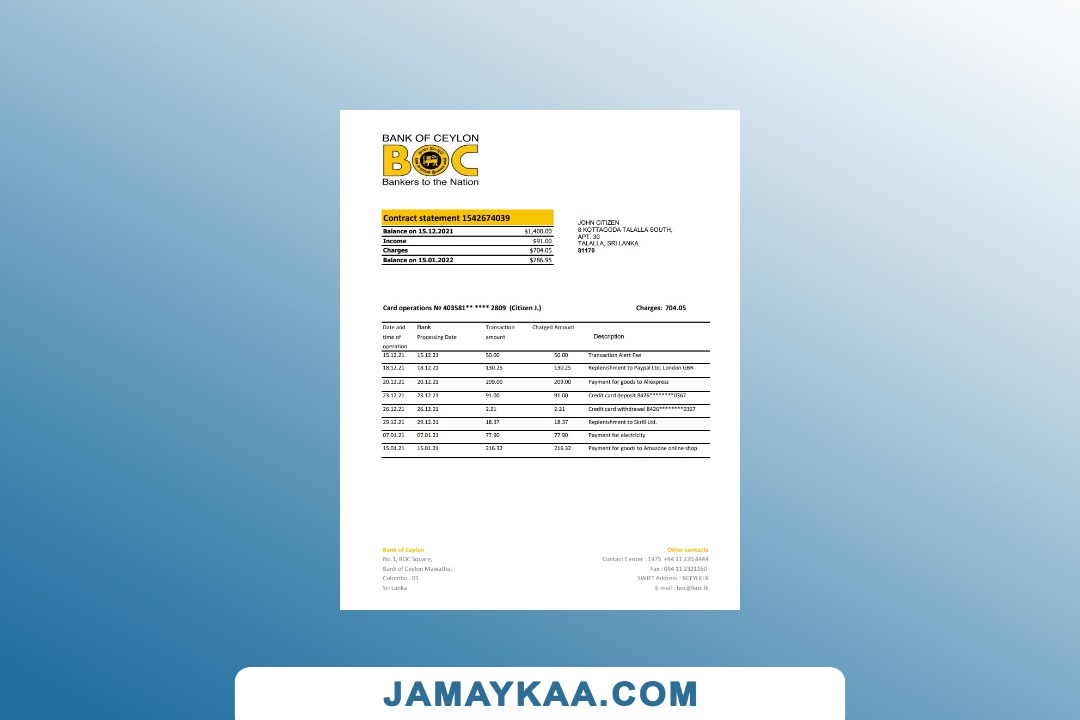 BANK OF CEYLON
BOC
Bankers to the Nation
Contract statement 1542674039
Balance on 15.12.2021 $1,400.00
Income $91.00
Charges $704.05
Balance on 15.01.2022 $786.95
JOHN CITIZEN
8 KOTTAGODA TALALLA SOUTH,
APT. 30
TALALLA, SRI LANKA
81170
Card operations № 403581** **** 2809 (Citizen J.) Charges: 704.05
Date and time of operation
Bank Processing Date
Transaction amount
Charged Amount
Description
15.12.21 15.12.21 50.00 50.00 Transaction Alert Fee
18.12.21 18.12.21 130.25 130.25 Replenishment to Paypal Ltd. London GBR
20.12.21 20.12.21 209.00 209.00 Payment for goods to Aliexpress
23.12.21 23.12.21 91.00 91.00 Credit card deposit 8426********0367
26.12.21 26.12.21 2.21 2.21 Credit card withdrawal 8426********0367
29.12.21 29.12.21 18.37 18.37 Replenishment to Skrill Ltd.
07.01.21 07.01.21 77.90 77.90 Payment for electricity
15.01.21 15.01.21 216.32 216.32 Payment for goods to Amazone online shop
Bank of Ceylon
No.1, BOC Square,
Bank of Ceylon Mawatha,
Colombo . 01
Sri Lanka
Other contacts
Contact Center : 1975 +94 11 2204444
Fax : 094 11 2321160
SWIFT Address : BCEYLKLX
E-mail : boc@boc.lk
JAMAYKAA.COM